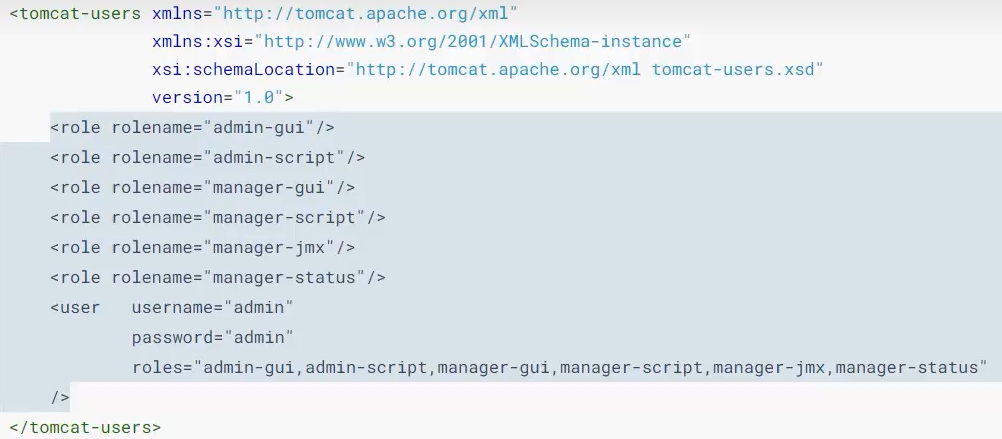 <tomcat-users xmlns="http://tomcat.apache.org/xml"
xmlns:xsi="http://www.w3.org/2001/XMLSchema-instance"
xsi:schemaLocation="http://tomcat.apache.org/xml tomcat-users.xsd"
version="1.0">
<role rolename="admin-gui"/>
<role rolename="admin-script"/>
<role rolename="manager-gui"/>
<role rolename="manager-script"/>
<role rolename="manager-jmx"/>
<role rolename="manager-status"/>
<user username="admin"
password="admin"
roles="admin-gui,admin-script,manager-gui,manager-script,manager-jmx,manager-status"
/>
</tomcat-users>